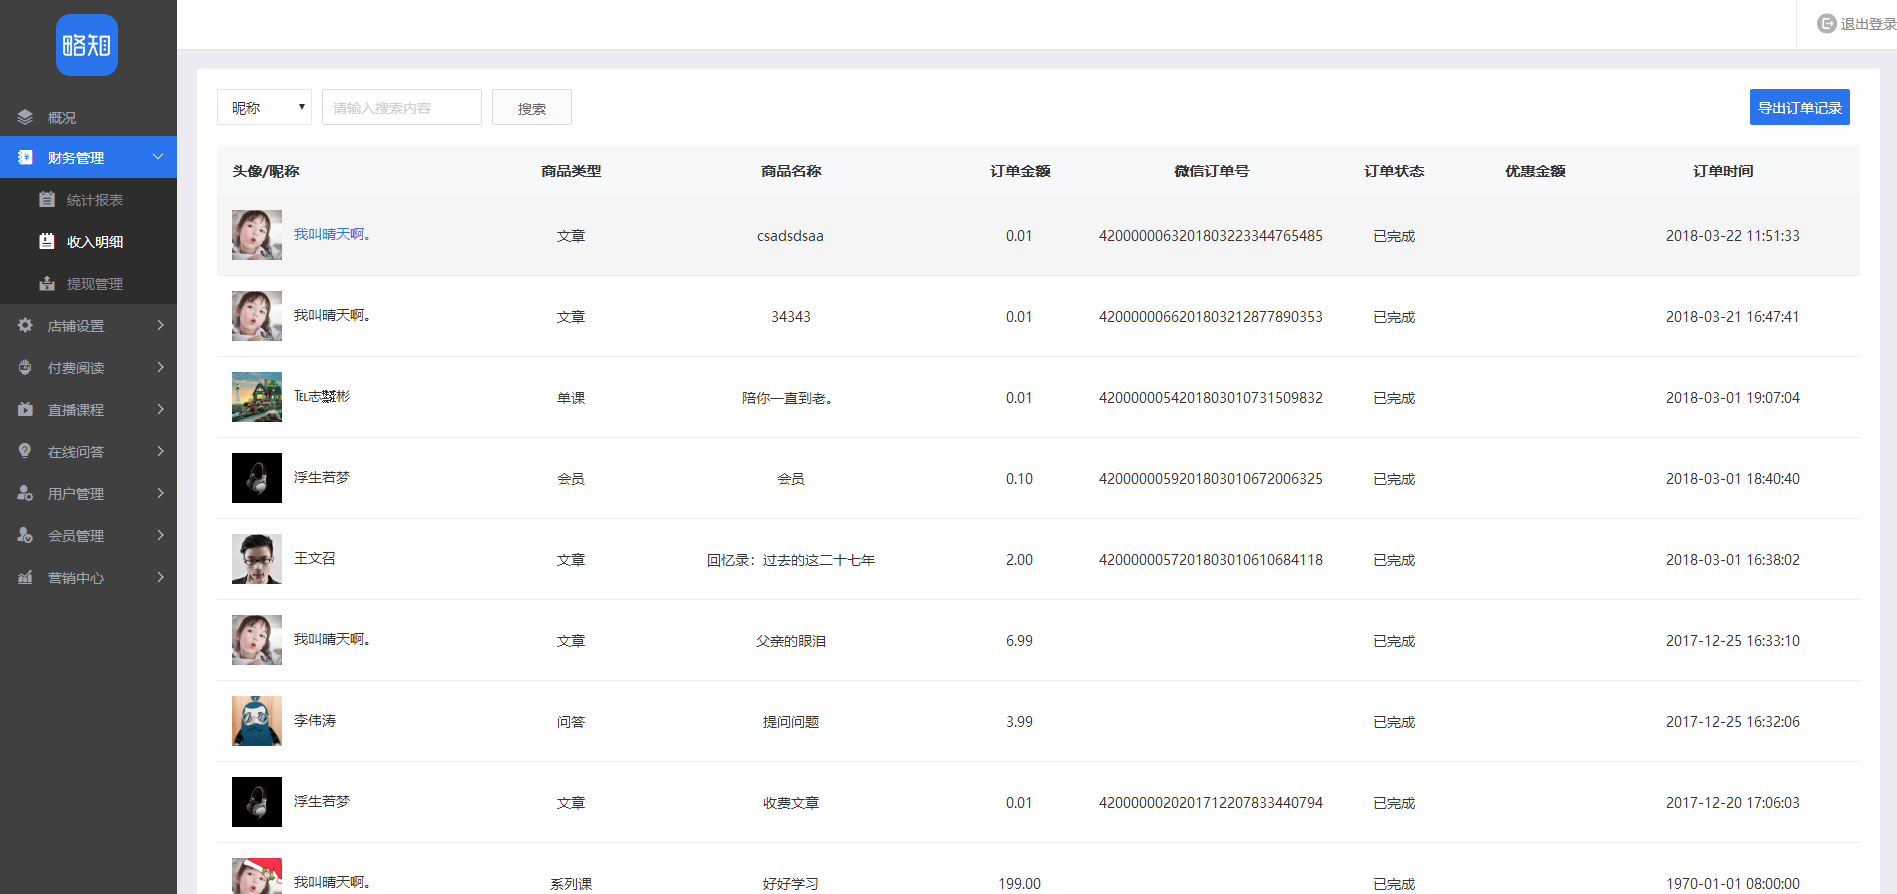 略知
退出登录
概况
财务管理
统计报表
收入明细
提现管理
店铺设置
付费阅读
直播课程
在线问答
用户管理
会员管理
营销中心
昵称 请输入搜索内容 搜索 导出订单记录
头像/昵称 商品类型 商品名称 订单金额 微信订单号 订单状态 优惠金额 订单时间
我叫晴天啊。 文章 csadsdsaa 0.01 4200000063201803223344765485 已完成 2018-03-22 11:51:33
我叫晴天啊。 文章 34343 0.01 4200000066201803212877890353 已完成 2018-03-21 16:47:41
℡志彬 单课 陪你一直到老。 0.01 4200000054201803010731509832 已完成 2018-03-01 19:07:04
浮生若梦 会员 会员 0.10 4200000059201803010672006325 已完成 2018-03-01 18:40:40
王文召 文章 回忆录：过去的这二十七年 2.00 4200000057201803010610684118 已完成 2018-03-01 16:38:02
我叫晴天啊。 文章 父亲的眼泪 6.99 已完成 2017-12-25 16:33:10
李伟涛 问答 提问问题 3.99 已完成 2017-12-25 16:32:06
浮生若梦 文章 收费文章 0.01 4200000020201712207833440794 已完成 2017-12-20 17:06:03
我叫晴天啊。 系列课 好好学习 199.00 已完成 1970-01-01 08:00:00